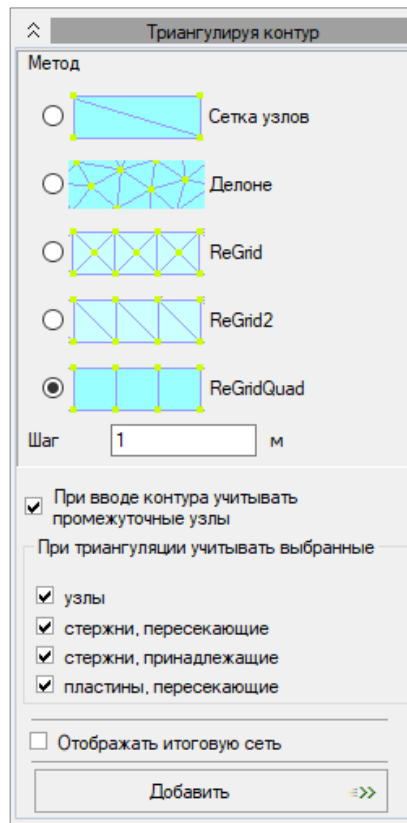 Триангулируя контур
Метод
Сетка узлов
Делоне
ReGrid
ReGrid2
ReGridQuad
Шаг 1 м
При вводе контура учитывать
промежуточные узлы
При триангуляции учитывать выбранные
узлы
стержни, пересекающие
стержни, принадлежащие
пластины, пересекающие
Отображать итоговую сеть
Добавить